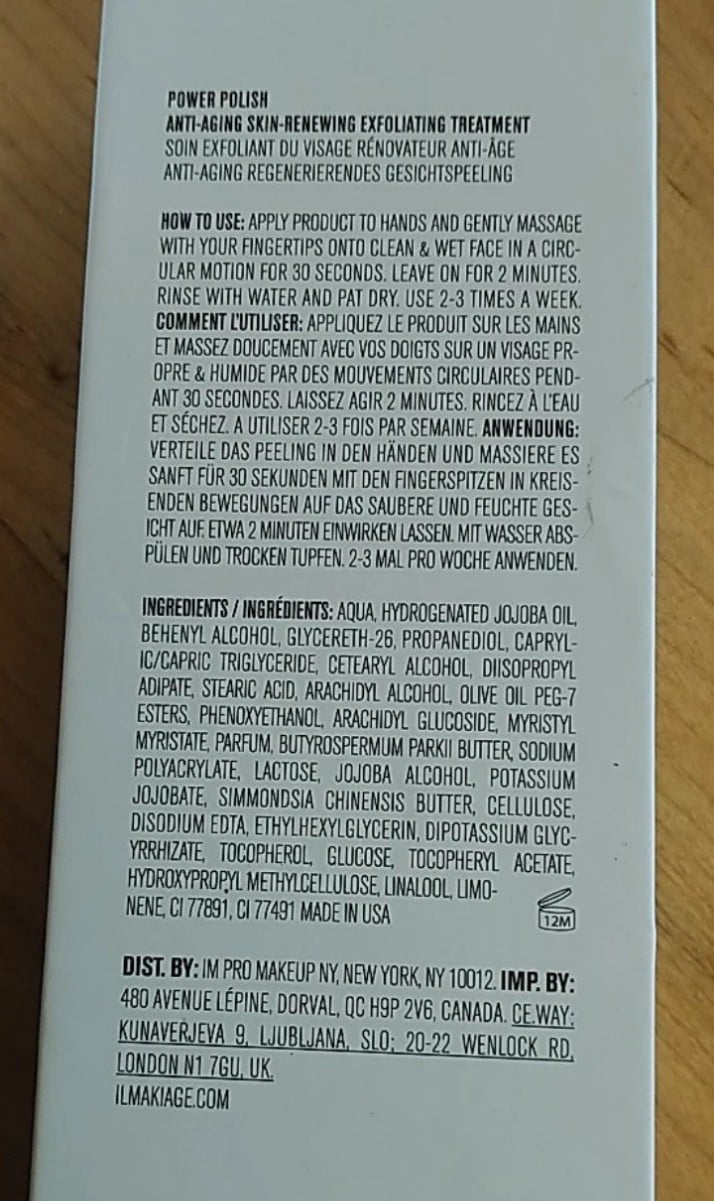 POWER POLISH
ANTI-AGING SKIN-RENEWING EXFOLIATING TREATMENT
SOIN EXFOLIANT DU VISAGE RÉNOVATEUR ANTI-ÂGE
ANTI-AGING REGENERIERENDES GESICHTSPEELING
HOW TO USE: APPLY PRODUCT TO HANDS AND GENTLY MASSAGE
WITH YOUR FINGERTIPS ONTO CLEAN & WET FACE IN A CIRC-
ULAR MOTION FOR 30 SECONDS. LEAVE ON FOR 2 MINUTES.
RINSE WITH WATER AND PAT DRY. USE 2-3 TIMES A WEEK.
COMMENT L'UTILISER: APPLIQUEZ LE PRODUIT SUR LES MAINS
ET MASSEZ DOUCEMENT AVEC VOS DOIGTS SUR UN VISAGE PR-
OPRE & HUMIDE PAR DES MOUVEMENTS CIRCULAIRES PEND-
ANT 30 SECONDES. LAISSEZ AGIR 2 MINUTES. RINCEZ À L'EAU
ET SÉCHEZ. A UTILISER 2-3 FOIS PAR SEMAINE. ANWENDUNG:
VERTEILE DAS PEELING IN DEN HÄNDEN UND MASSIERE ES
SANFT FÜR 30 SEKUNDEN MIT DEN FINGERSPITZEN IN KREIS-
ENDEN BEWEGUNGEN AUF DAS SAUBERE UND FEUCHTE GES-
ICHT AUF. ETWA 2 MINUTEN EINWIRKEN LASSEN. MIT WASSER ABS-
PÜLEN UND TROCKEN TUPFEN. 2-3 MAL PRO WOCHE ANWENDEN.
INGREDIENTS / INGRÉDIENTS: AQUA, HYDROGENATED JOJOBA OIL,
BEHENYL ALCOHOL, GLYCERETH-26, PROPANEDIOL, CAPRYL-
IC/CAPRIC TRIGLYCERIDE, CETEARYL ALCOHOL, DIISOPROPYL
ADIPATE, STEARIC ACID, ARACHIDYL ALCOHOL, OLIVE OIL PEG-7
ESTERS, PHENOXYETHANOL, ARACHIDYL GLUCOSIDE, MYRISTYL
MYRISTATE, PARFUM, BUTYROSPERMUM PARKII BUTTER, SODIUM
POLYACRYLATE, LACTOSE, JOJOBA ALCOHOL, POTASSIUM
JOJOBATE, SIMMONDSIA CHINENSIS BUTTER, CELLULOSE,
DISODIUM EDTA, ETHYLHEXYLGLYCERIN, DIPOTASSIUM GLYC-
YRRHIZATE, TOCOPHEROL, GLUCOSE, TOCOPHERYL ACETATE,
HYDROXYPROPYL METHYLCELLULOSE, LINALOOL, LIMO-
NENE, CI 77891, CI 77491 MADE IN USA
12M
DIST. BY: IM PRO MAKEUP NY, NEW YORK, NY 10012. IMP. BY:
480 AVENUE LÉPINE, DORVAL, QC H9P 2V6, CANADA. CE.WAY:
KUNAVERJEVA 9, LJUBLJANA, SLO; 20-22 WENLOCK RD,
LONDON N1 7GU, UK.
ILMAKIAGE.COM